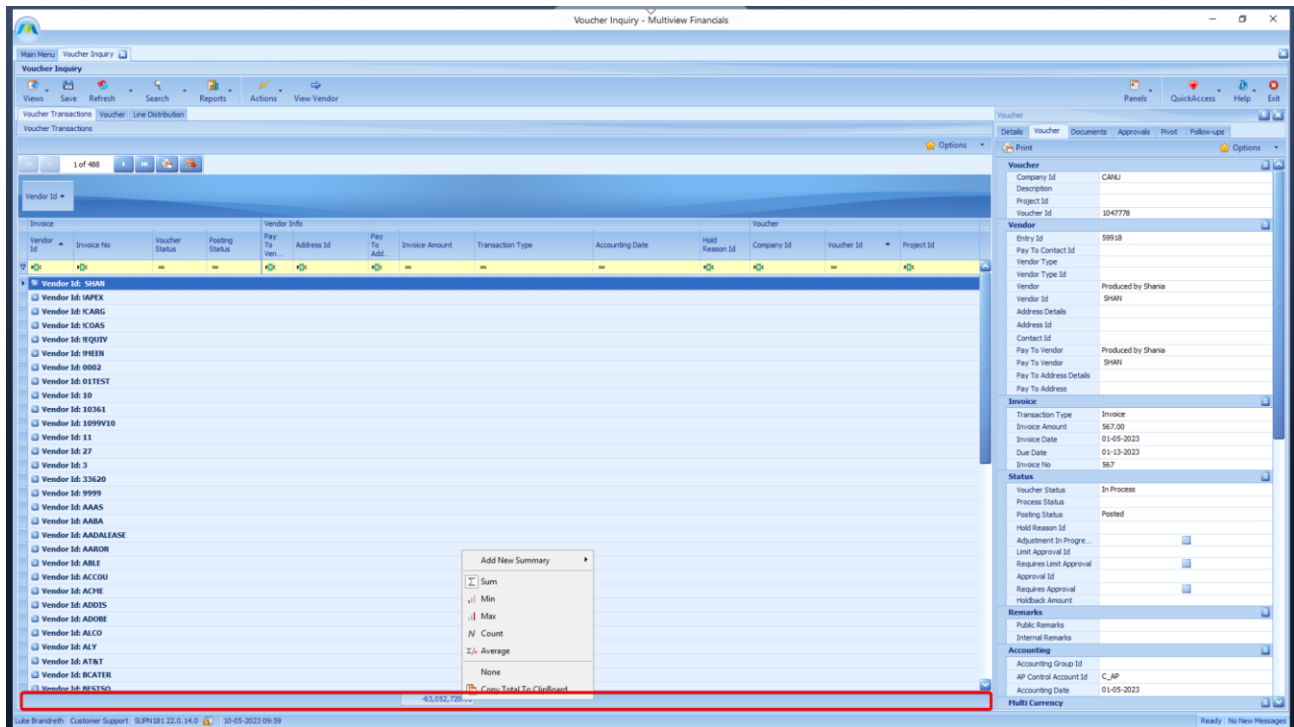 Voucher Inquiry - Multiview Financials
Main Menu Voucher Inquiry
Voucher Inquiry
Views Save Refresh Search Reports Actions View Vendor Panels QuickAccess Help Exit
Voucher Transactions Voucher Line Distribution
Voucher Transactions
Options
1 of 488
Vendor Id
Invoice Vendor Info Voucher
Vendor Id Invoice No Voucher Status Posting Status Pay To Ven... Address Id Pay To Add... Invoice Amount Transaction Type Accounting Date Hold Reason Id Company Id Voucher Id Project Id
= = = = = =
Vendor Id: SHAN
Vendor Id: !APEX
Vendor Id: !CARG
Vendor Id: !COAS
Vendor Id: !EQUIV
Vendor Id: 0002
Vendor Id: 01TEST
Vendor Id: 10
Vendor Id: 10361
Vendor Id: 1099V10
Vendor Id: 11
Vendor Id: 27
Vendor Id: 3
Vendor Id: 33620
Vendor Id: 9999
Vendor Id: AAAS
Vendor Id: AABA
Vendor Id: AADALEASE
Vendor Id: AARON
Vendor Id: ABLE
Vendor Id: ACCOU
Vendor Id: ACME
Vendor Id: ADDIS
Vendor Id: ADOBE
Vendor Id: ALCO
Vendor Id: ALY
Vendor Id: AT&T
Vendor Id: BCATER
Vendor Id: BESTSO
Add New Summary
Σ Sum
Min
Max
N Count
Σ/n Average
None
Copy Total To ClipBoard
-63,052,720.
Voucher
Details Voucher Documents Approvals Pivot Follow-ups
Print Options
Voucher
Company Id CANU
Description
Project Id
Voucher Id 1047778
Vendor
Entry Id 59918
Pay To Contact Id
Vendor Type
Vendor Type Id
Vendor Produced by Shania
Vendor Id SHAN
Address Details
Address Id
Contact Id
Pay To Vendor Produced by Shania
Pay To Vendor SHAN
Pay To Address Details
Pay To Address
Invoice
Transaction Type Invoice
Invoice Amount 567.00
Invoice Date 01-05-2023
Due Date 01-13-2023
Invoice No 567
Status
Voucher Status In Process
Process Status
Posting Status Posted
Hold Reason Id
Adjustment In Progre...
Limit Approval Id
Requires Limit Approval
Approval Id
Requires Approval
Holdback Amount
Remarks
Public Remarks
Internal Remarks
Accounting
Accounting Group Id
AP Control Account Id C_AP
Accounting Date 01-05-2023
Multi Currency
Luke Brandreth Customer Support SUPN181 22.0.14.0 10-05-2023 09:59 Ready No New Messages